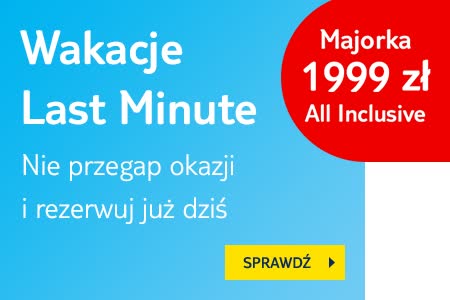 Wakacje
Last Minute
Nie przegap okazji
i rezerwuj już dziś
Majorka
1999 zł
All Inclusive
SPRAWDŹ